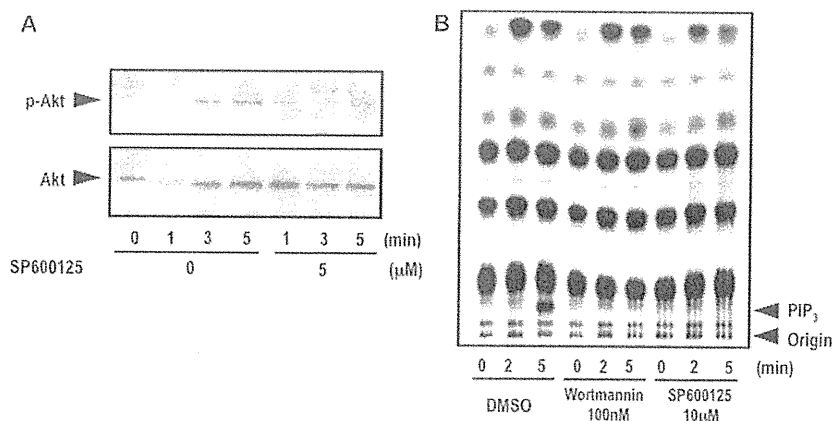 A
p-Akt
Akt
0 1 3 5 1 3 5 (min)
SP600125 0 5 (μM)
B
PIP3
Origin
0 2 5 0 2 5 0 2 5 (min)
DMSO Wortmannin 100nM SP600125 10μM